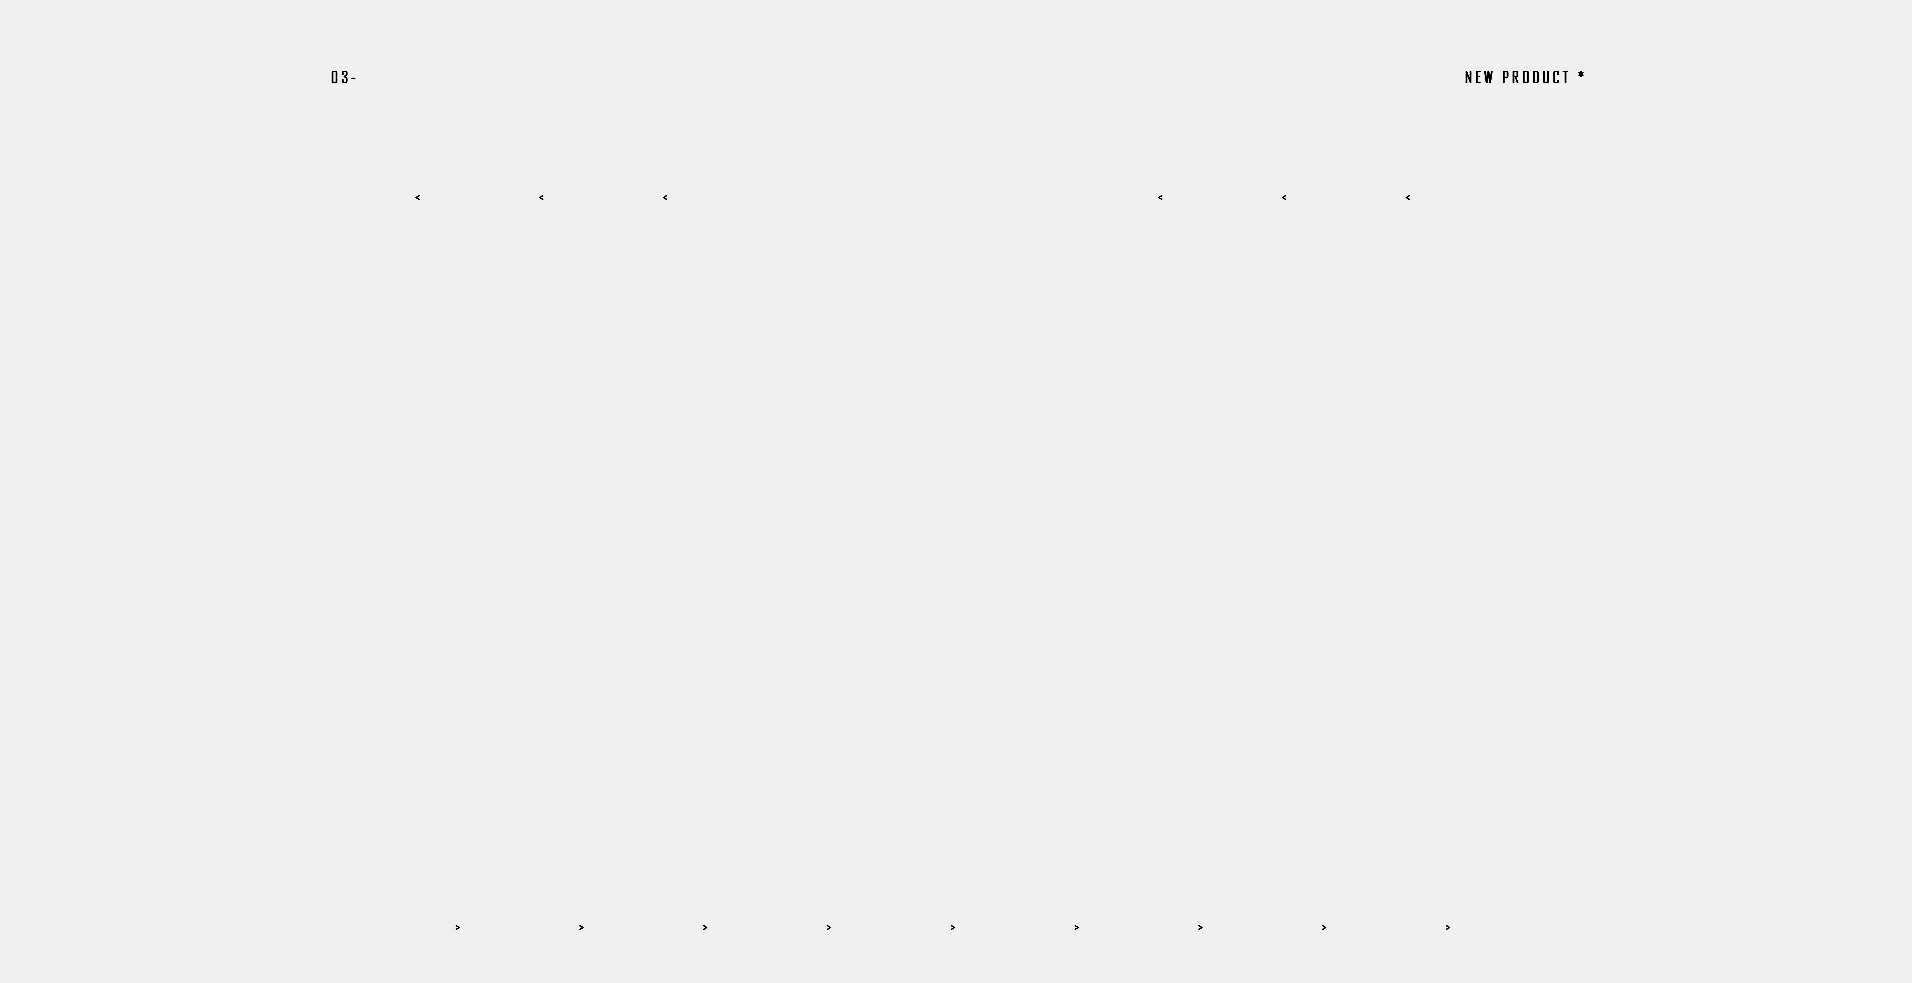 03- NEW PRODUCT *
< < < < < <
> > > > > > > > >